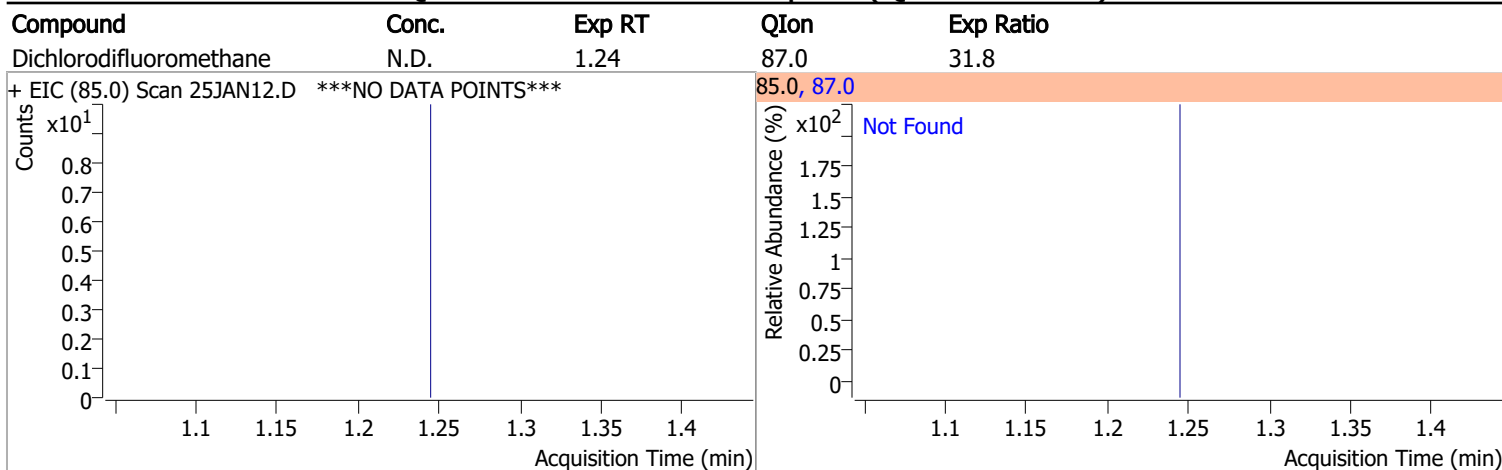 Compound Conc. Exp RT QIon Exp Ratio
Dichlorodifluoromethane N.D. 1.24 87.0 31.8
+ EIC (85.0) Scan 25JAN12.D ***NO DATA POINTS***
Counts
x10¹
0.8
0.7
0.6
0.5
0.4
0.3
0.2
0.1
0
1.1 1.15 1.2 1.25 1.3 1.35 1.4
Acquisition Time (min)
85.0, 87.0
Relative Abundance (%)
x10²
Not Found
1.75
1.5
1.25
1
0.75
0.5
0.25
0
1.1 1.15 1.2 1.25 1.3 1.35 1.4
Acquisition Time (min)